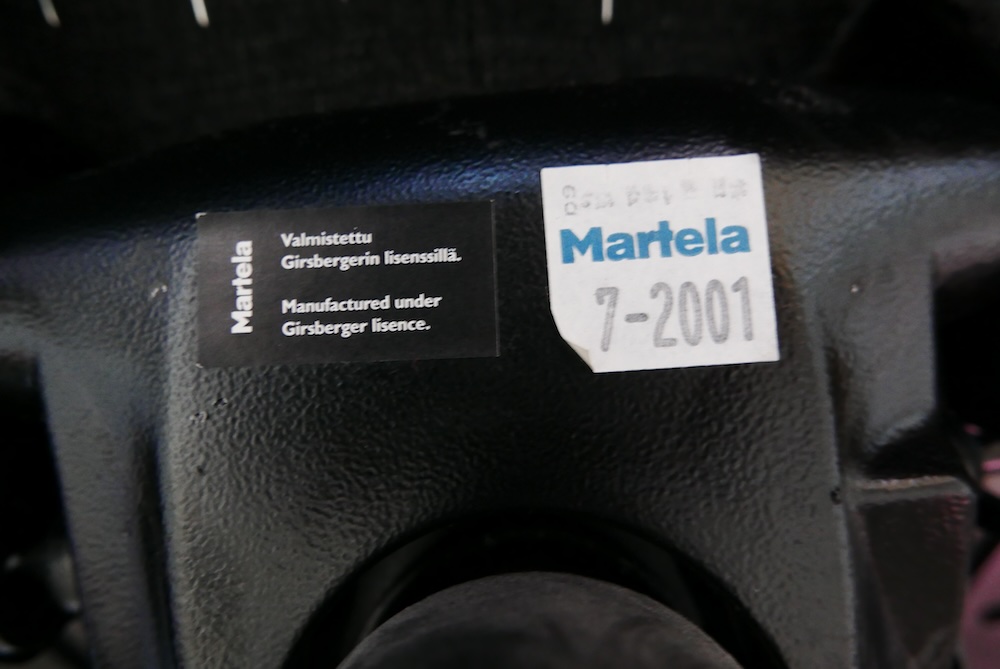 Martela
Valmistettu
Girsbergerin lisenssillä.
Manufactured under
Girsberger lisence.
Martela
7-2001